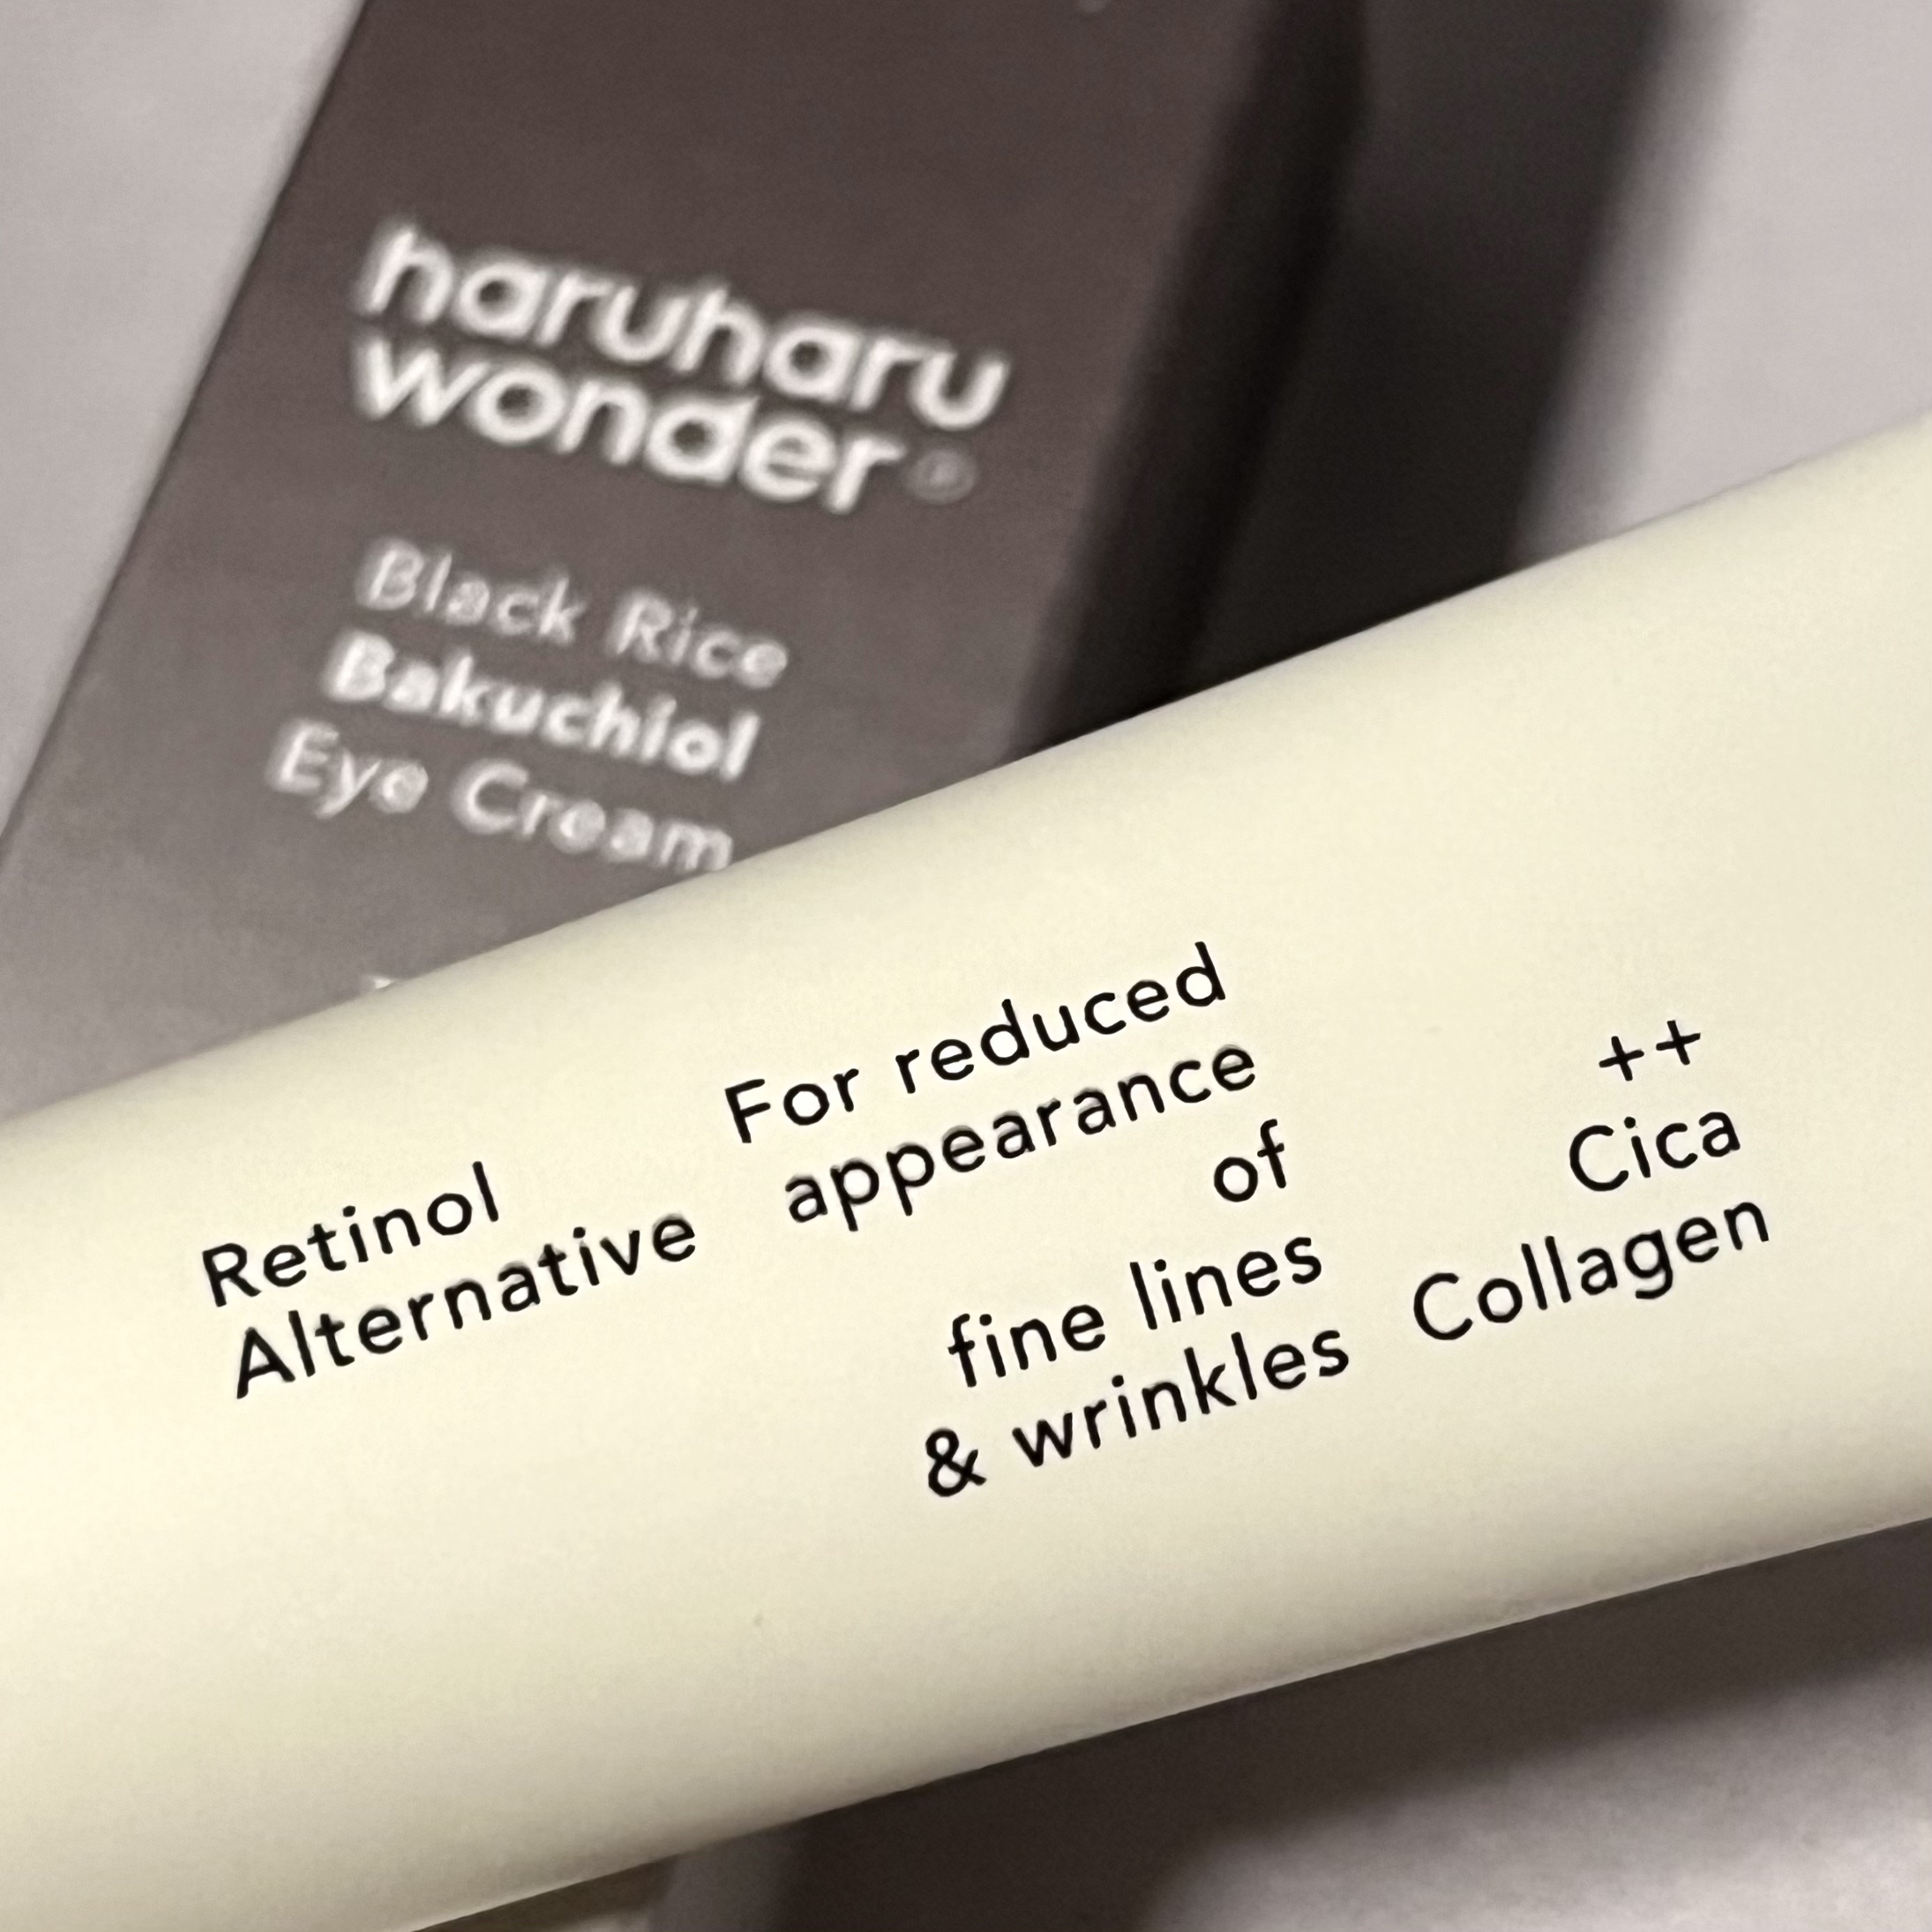 haruharu
wonder®
Black Rice
Bakuchiol
Eye Cream
Retinol
Alternative
For reduced
appearance
of
fine lines
& wrinkles
++
Cica
Collagen